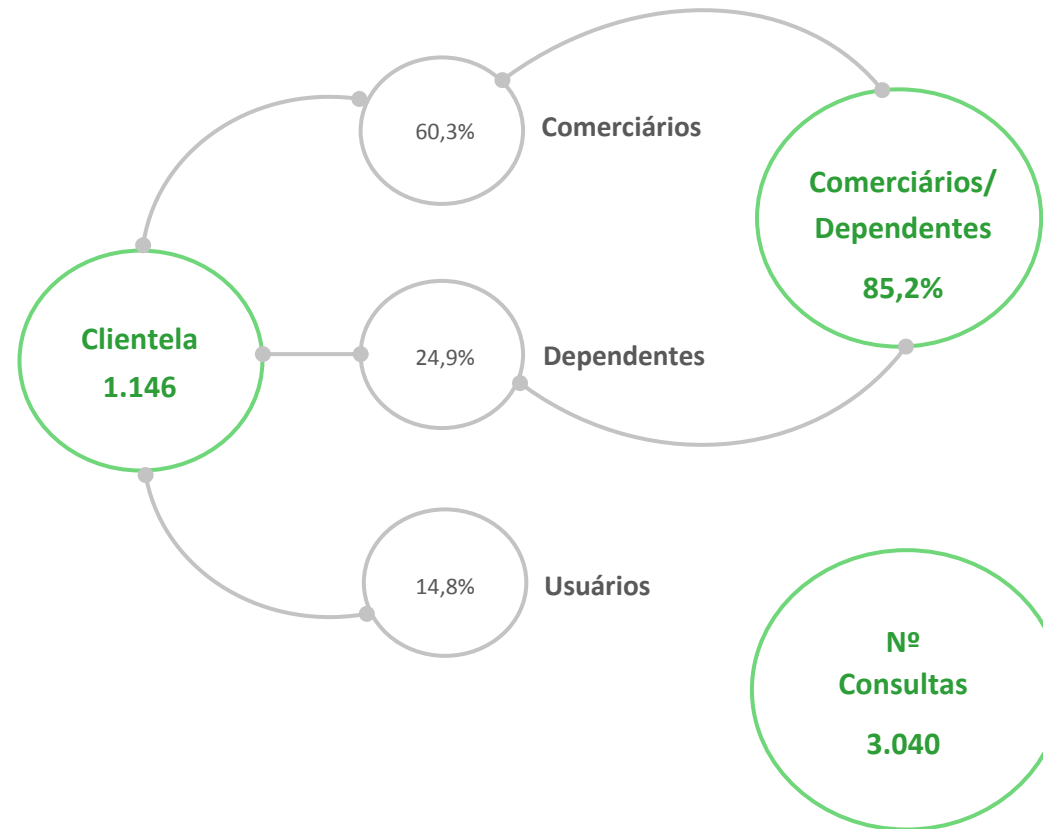 60,3%
Comerciários
Comerciários/
Dependentes
85,2%
Clientela
1.146
24,9%
Dependentes
14,8%
Usuários
Nº
Consultas
3.040